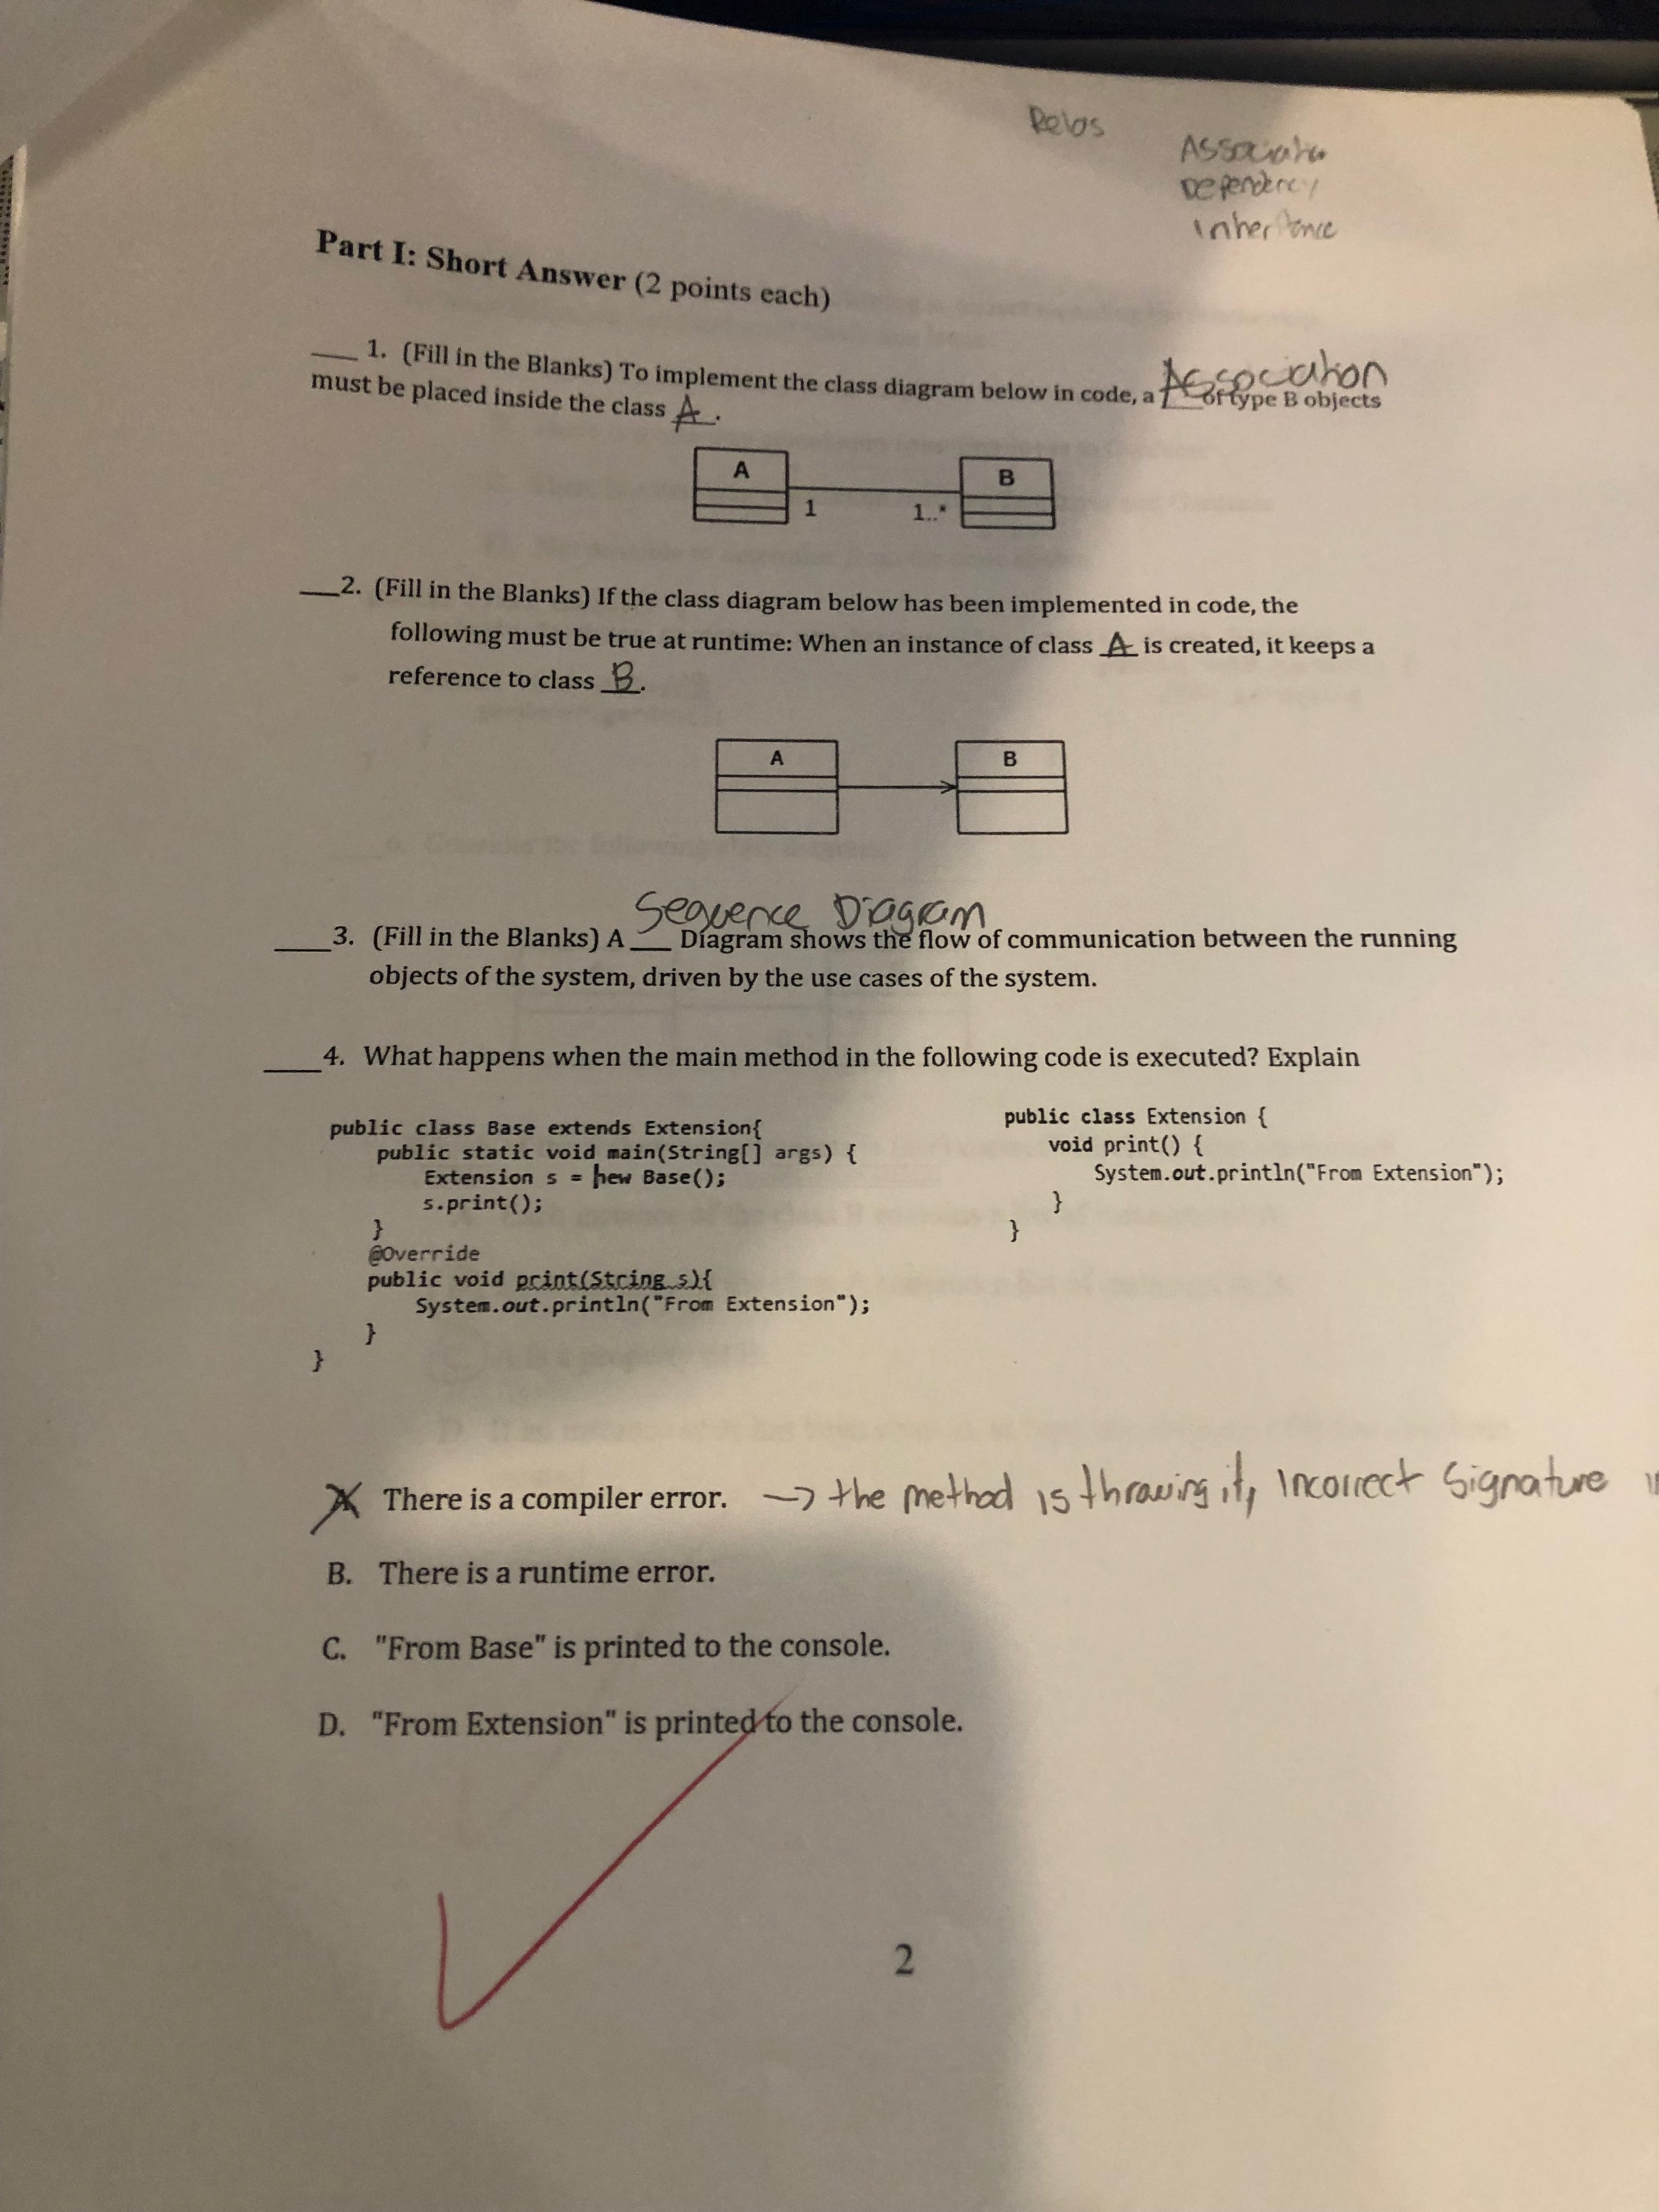 Relas
Dependency
Inheritance
Part I: Short Answer (2 points each)
Association
___ 1. (Fill in the Blanks) To implement the class diagram below in code, a ___ of type B objects
must be placed inside the class A.
A
B
1
1..*
___2. (Fill in the Blanks) If the class diagram below has been implemented in code, the
following must be true at runtime: When an instance of class A is created, it keeps a
reference to class B.
A
B
Sequence Diagram
___3. (Fill in the Blanks) A ___ Diagram shows the flow of communication between the running
objects of the system, driven by the use cases of the system.
___4. What happens when the main method in the following code is executed? Explain
public class Base extends Extension{
public static void main(String[] args) {
Extension s = new Base();
s.print();
}
@Override
public void print(String s){
System.out.println("From Extension");
}
}
public class Extension {
void print() {
System.out.println("From Extension");
}
}
A There is a compiler error. → the method is throwing it, Incorrect Signature
B. There is a runtime error.
C. "From Base" is printed to the console.
D. "From Extension" is printed to the console.
2